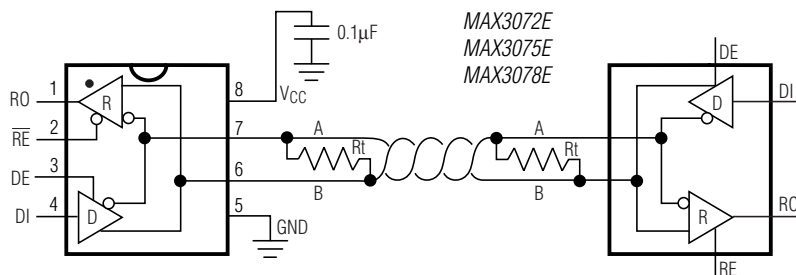 MAX3072E
MAX3075E
MAX3078E
0.1µF
VCC
1
RO
R
8
2
RE
7
A
Rt
B
6
3
DE
4
DI
D
5
GND
DE
D
DI
A
Rt
B
R
RO
RE